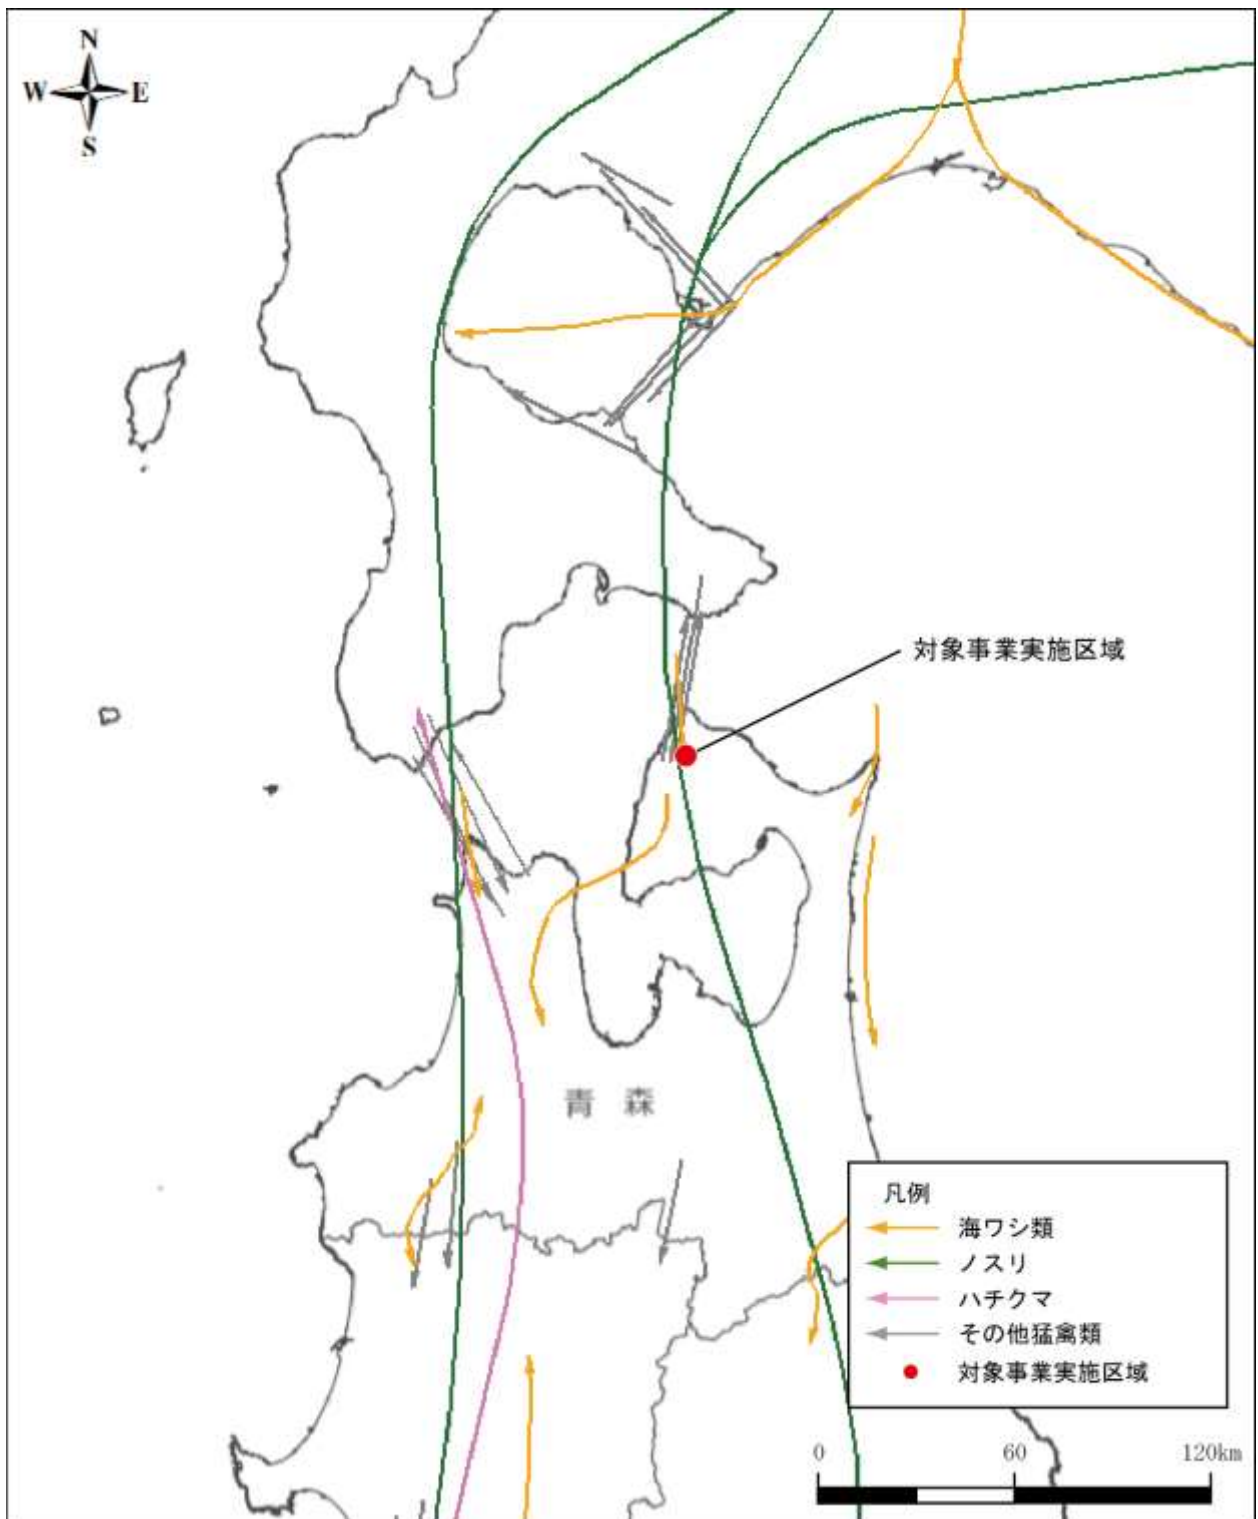 N
W E
S
対象事業実施区域
青 森
凡例
海ワシ類
ノスリ
ハチクマ
その他猛禽類
対象事業実施区域
0 60 120km